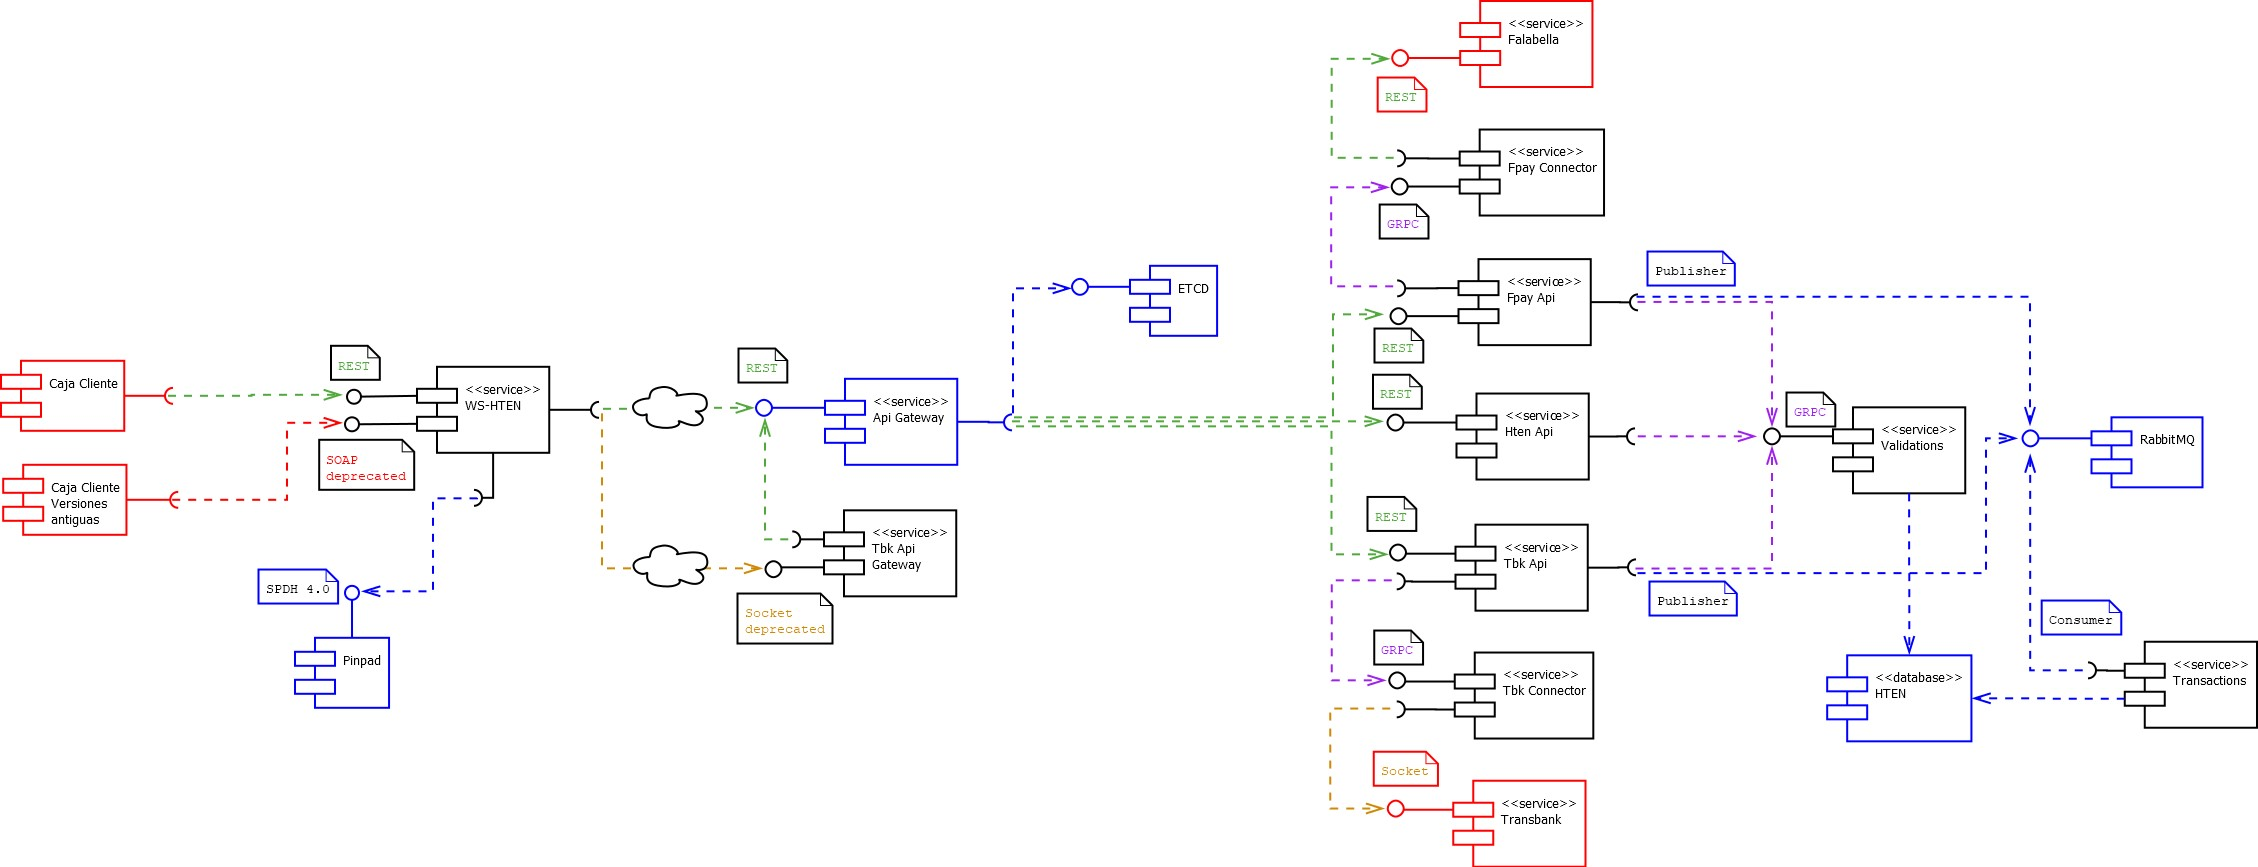 <<service>>
Falabella
REST
<<service>>
Fpay Connector
GRPC
<<service>>
Fpay Api
Publisher
ETCD
REST
REST
REST
Caja Cliente
<<service>>
WS-HTEN
REST
<<service>>
Api Gateway
<<service>>
Hten Api
GRPC
<<service>>
Validations
RabbitMQ
SOAP
deprecated
Caja Cliente
Versiones
antiguas
REST
<<service>>
Tbk Api
Gateway
<<service>>
Tbk Api
SPDH 4.0
Socket
deprecated
Publisher
Consumer
Pinpad
GRPC
<<service>>
Tbk Connector
<<database>>
HTEN
<<service>>
Transactions
Socket
<<service>>
Transbank